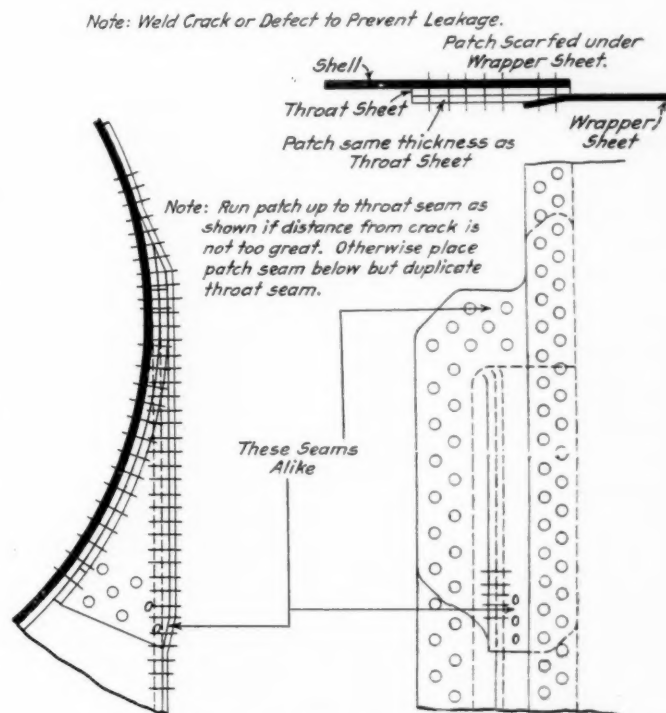 Note: Weld Crack or Defect to Prevent Leakage.
Patch Scarfed under
Wrapper Sheet.
Shell
Throat Sheet
Patch same thickness as
Throat Sheet
Wrapper
Sheet
Note: Run patch up to throat seam as
shown if distance from crack is
not too great. Otherwise place
patch seam below but duplicate
throat seam.
These Seams
Alike